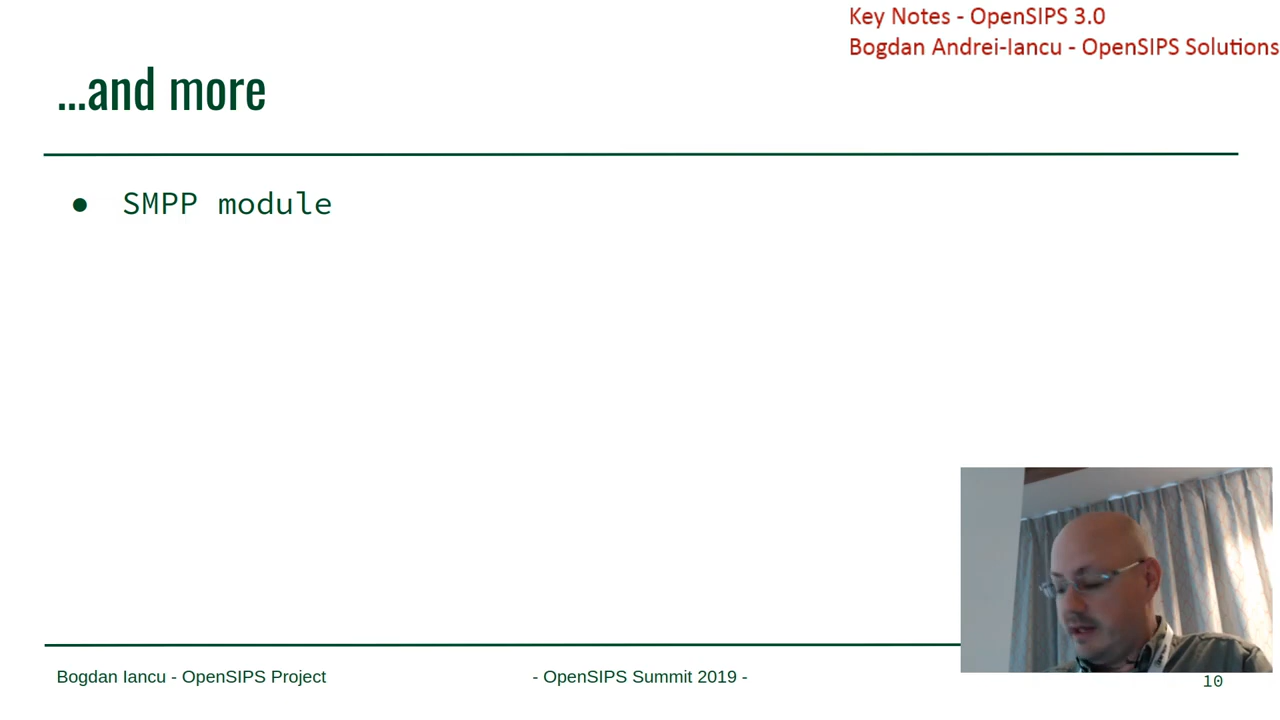 Key Notes - OpenSIPS 3.0
Bogdan Andrei-Iancu - OpenSIPS Solutions
...and more
● SMPP module
Bogdan Iancu - OpenSIPS Project
- OpenSIPS Summit 2019 -
10